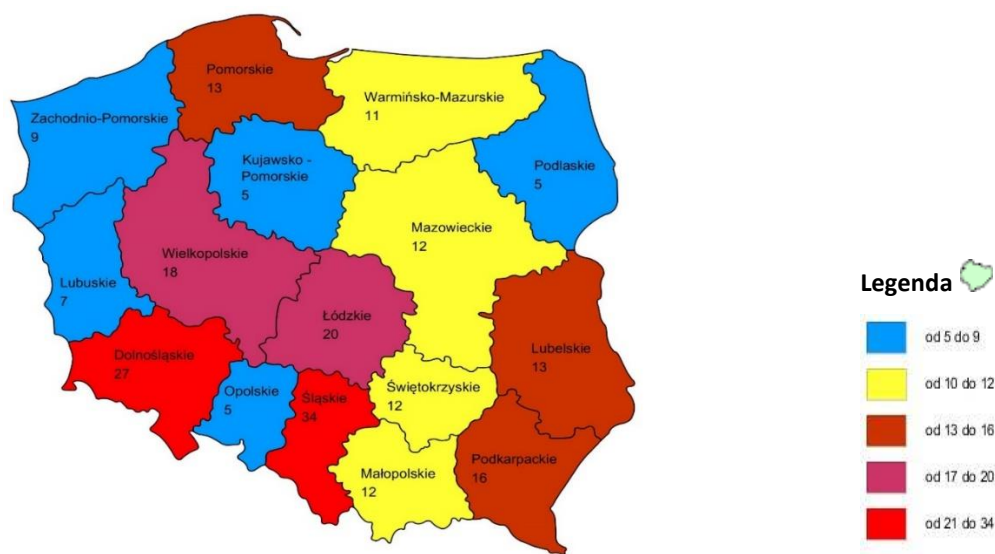 Pomorskie
13
Warmińsko-Mazurskie
11
Zachodnio-Pomorskie
9
Kujawsko -
Pomorskie
5
Podlaskie
5
Mazowieckie
12
Wielkopolskie
18
Lubuskie
7
Łódzkie
20
Lubelskie
13
Dolnośląskie
27
Opolskie
5
Śląskie
34
Świętokrzyskie
12
Małopolskie
12
Podkarpackie
16
Legenda
od 5 do 9
od 10 do 12
od 13 do 16
od 17 do 20
od 21 do 34